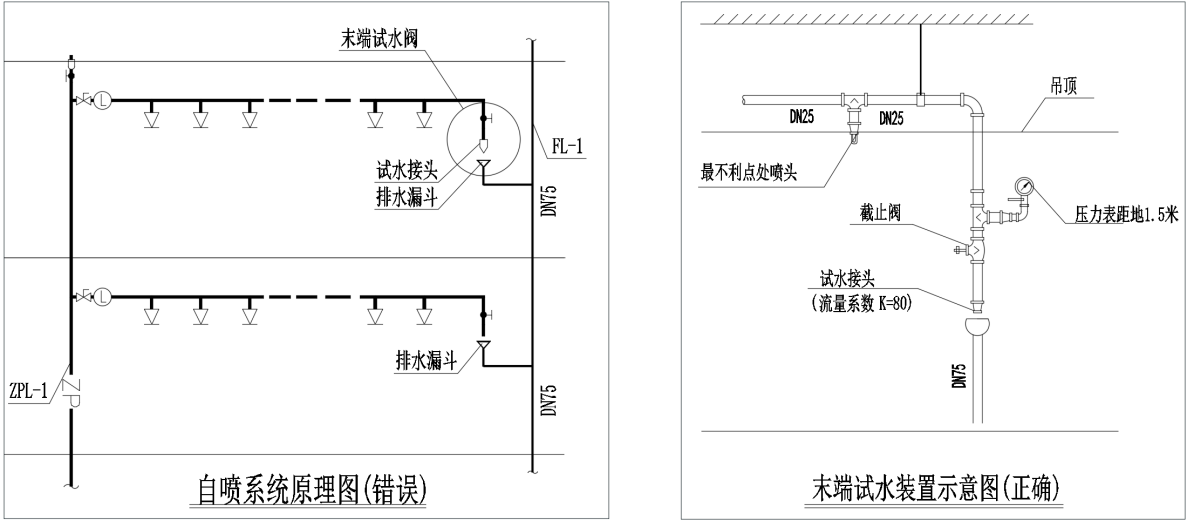 末端试水阀
L
试水接头
排水漏斗
FL-1
DN75
L
排水漏斗
ZPL-1
ZP
DN75
自喷系统原理图(错误)
吊顶
DN25
DN25
最不利点处喷头
截止阀
压力表距地1.5米
试水接头
(流量系数 K=80)
DN75
末端试水装置示意图(正确)